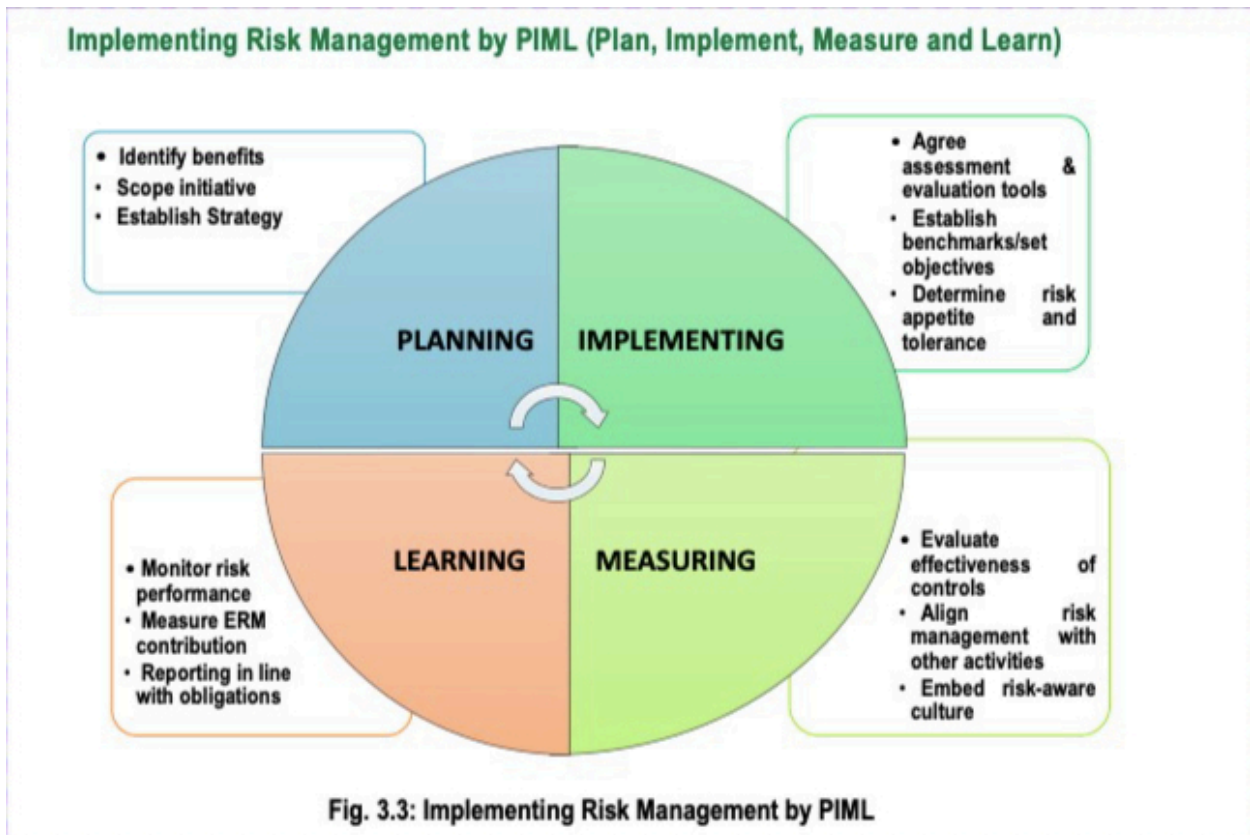 Implementing Risk Management by PIML (Plan, Implement, Measure and Learn)
• Identify benefits
• Scope initiative
• Establish Strategy
• Agree
assessment &
evaluation tools
• Establish
benchmarks/set
objectives
• Determine risk
appetite and
tolerance
PLANNING
IMPLEMENTING
LEARNING
MEASURING
• Monitor risk
performance
• Measure ERM
contribution
• Reporting in line
with obligations
• Evaluate
effectiveness of
controls
• Align risk
management with
other activities
• Embed risk-aware
culture
Fig. 3.3: Implementing Risk Management by PIML